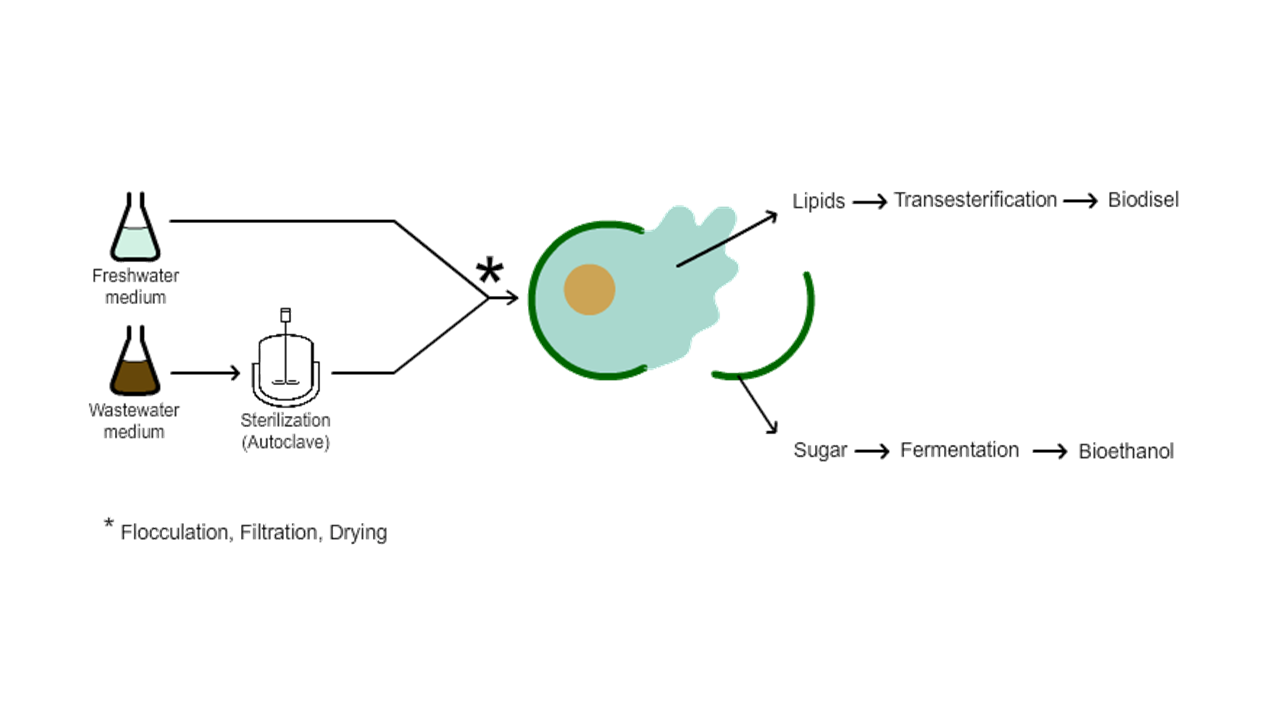 Lipids → Transesterification → Biodisel
Freshwater
medium
*
Wastewater
medium
Sterilization
(Autoclave)
Sugar → Fermentation → Bioethanol
* Flocculation, Filtration, Drying